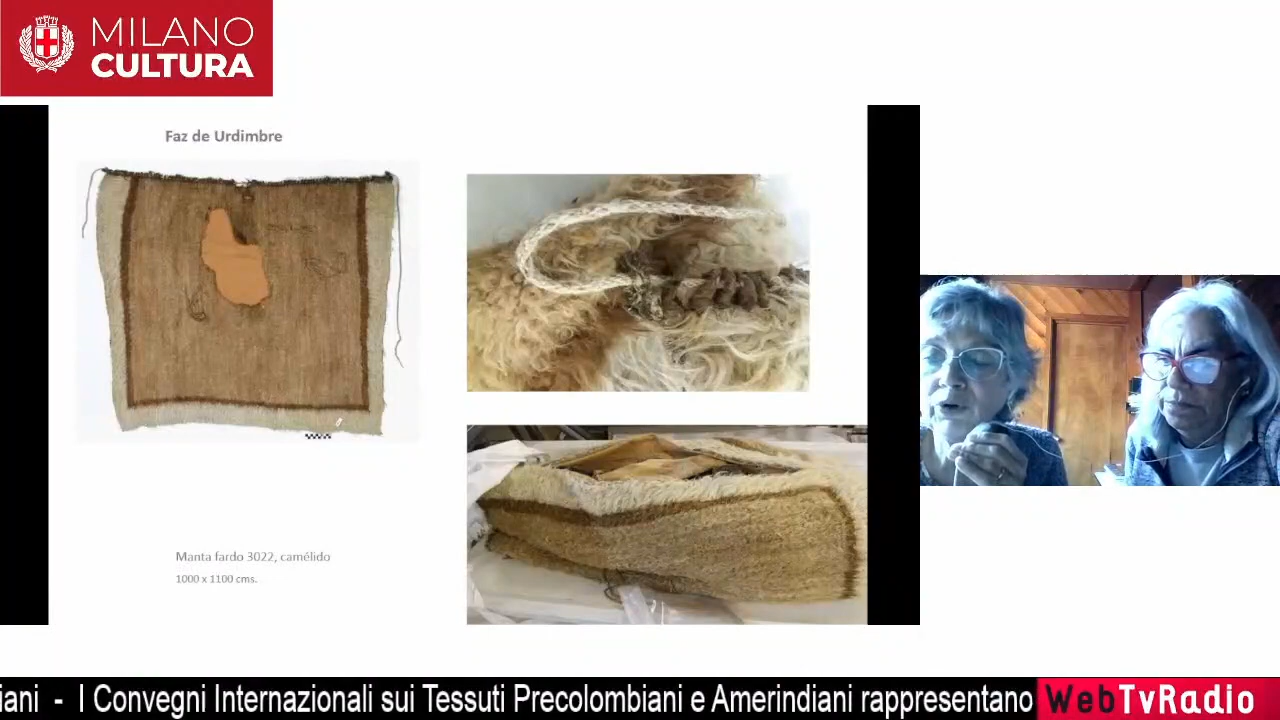 MILANO
CULTURA
Faz de Urdimbre
Manta fardo 3022, camélido
1000 x 1100 cms.
iani - I Convegni Internazionali sui Tessuti Precolombiani e Amerindiani rappresentano
WebTvRadio